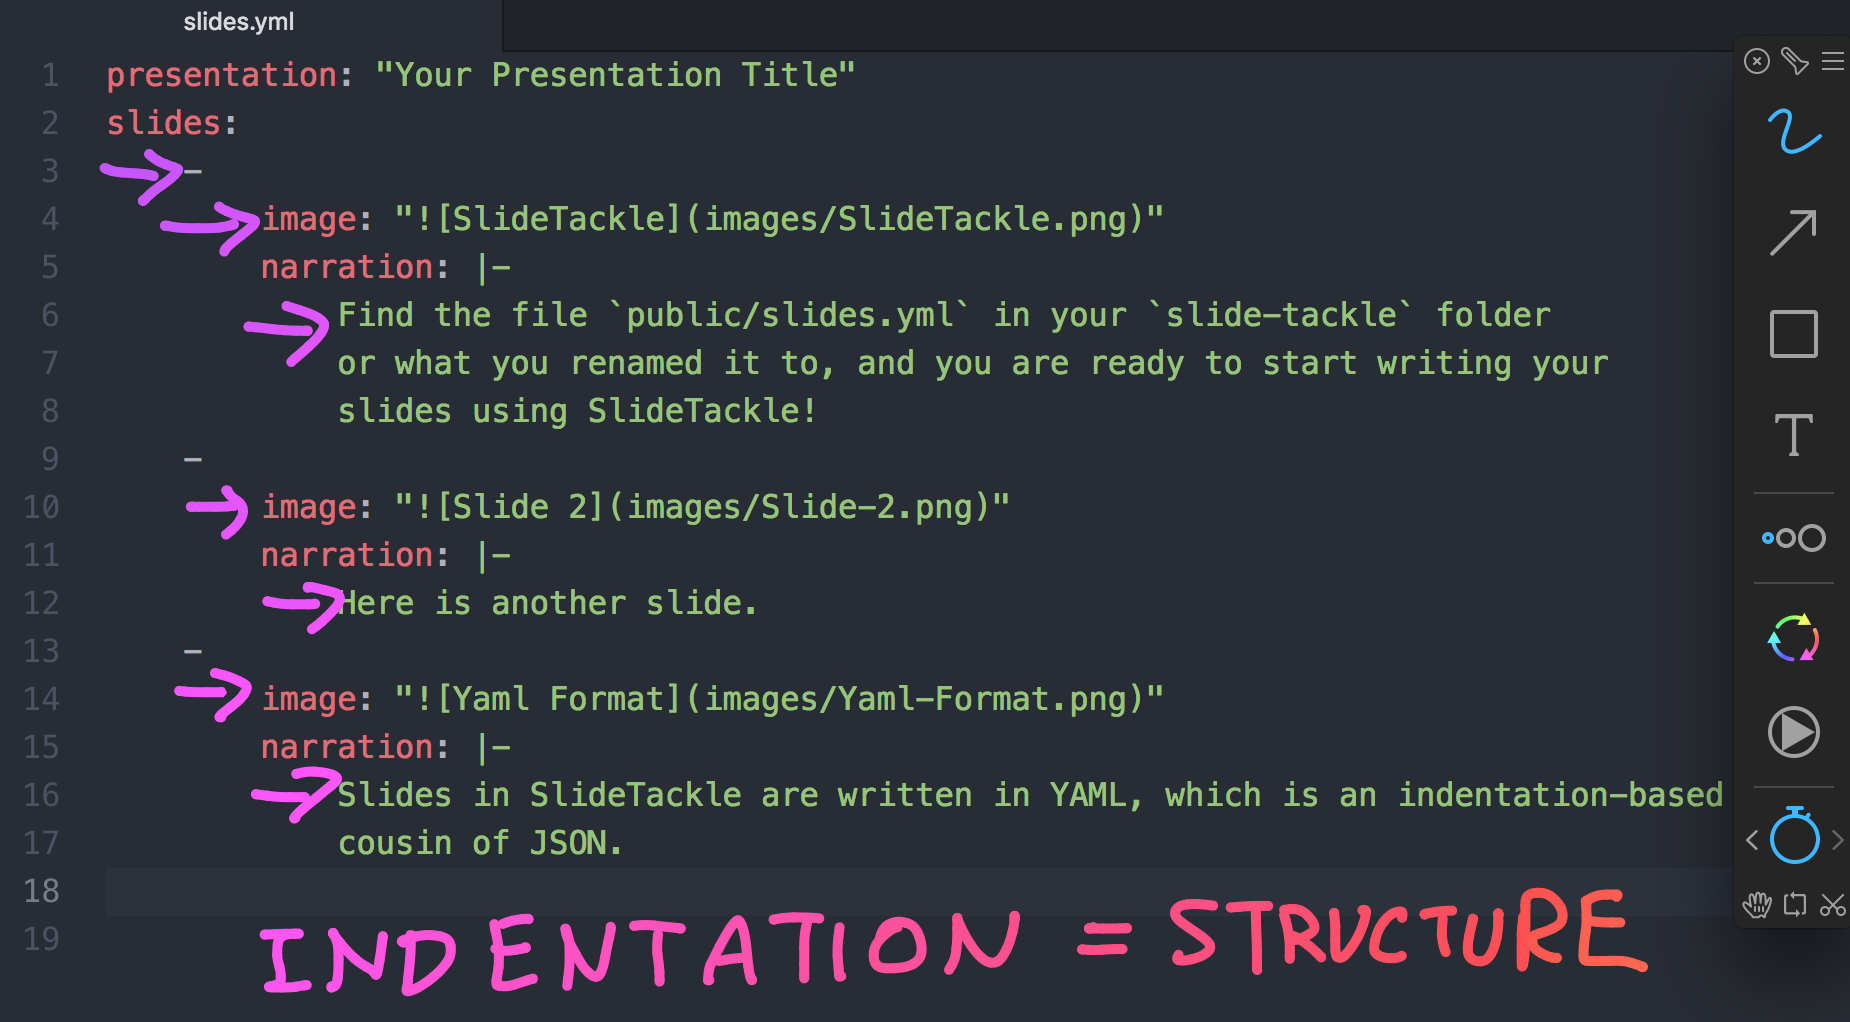 slides.yml
1 presentation: "Your Presentation Title"
2 slides:
3     -
4         image: "![SlideTackle](images/SlideTackle.png)"
5         narration: |-
6             Find the file `public/slides.yml` in your `slide-tackle` folder
7             or what you renamed it to, and you are ready to start writing your
8             slides using SlideTackle!
9     -
10         image: "![Slide 2](images/Slide-2.png)"
11         narration: |-
12             Here is another slide.
13     -
14         image: "![Yaml Format](images/Yaml-Format.png)"
15         narration: |-
16             Slides in SlideTackle are written in YAML, which is an indentation-based
17             cousin of JSON.
18
19
INDENTATION = STRUCTURE
T